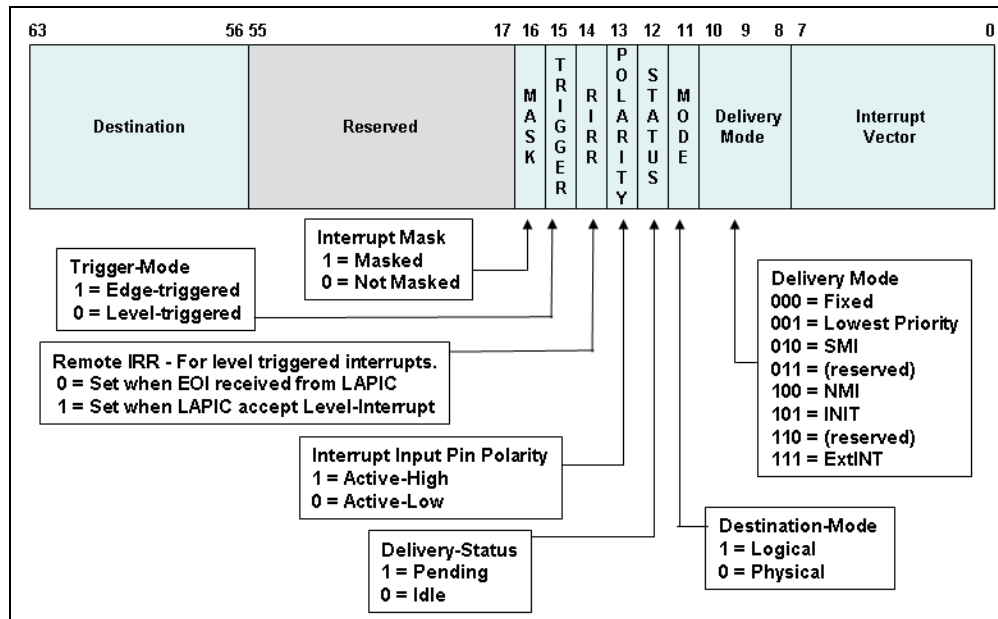 63 56 55 17 16 15 14 13 12 11 10 9 8 7 0
Destination
Reserved
MASK
TRIGGER
RIRR
POLARITY
STATUS
MODE
Delivery
Mode
Interrupt
Vector
Interrupt Mask
1 = Masked
0 = Not Masked
Trigger-Mode
1 = Edge-triggered
0 = Level-triggered
Remote IRR - For level triggered interrupts.
0 = Set when EOI received from LAPIC
1 = Set when LAPIC accept Level-Interrupt
Interrupt Input Pin Polarity
1 = Active-High
0 = Active-Low
Delivery-Status
1 = Pending
0 = Idle
Delivery Mode
000 = Fixed
001 = Lowest Priority
010 = SMI
011 = (reserved)
100 = NMI
101 = INIT
110 = (reserved)
111 = ExtINT
Destination-Mode
1 = Logical
0 = Physical